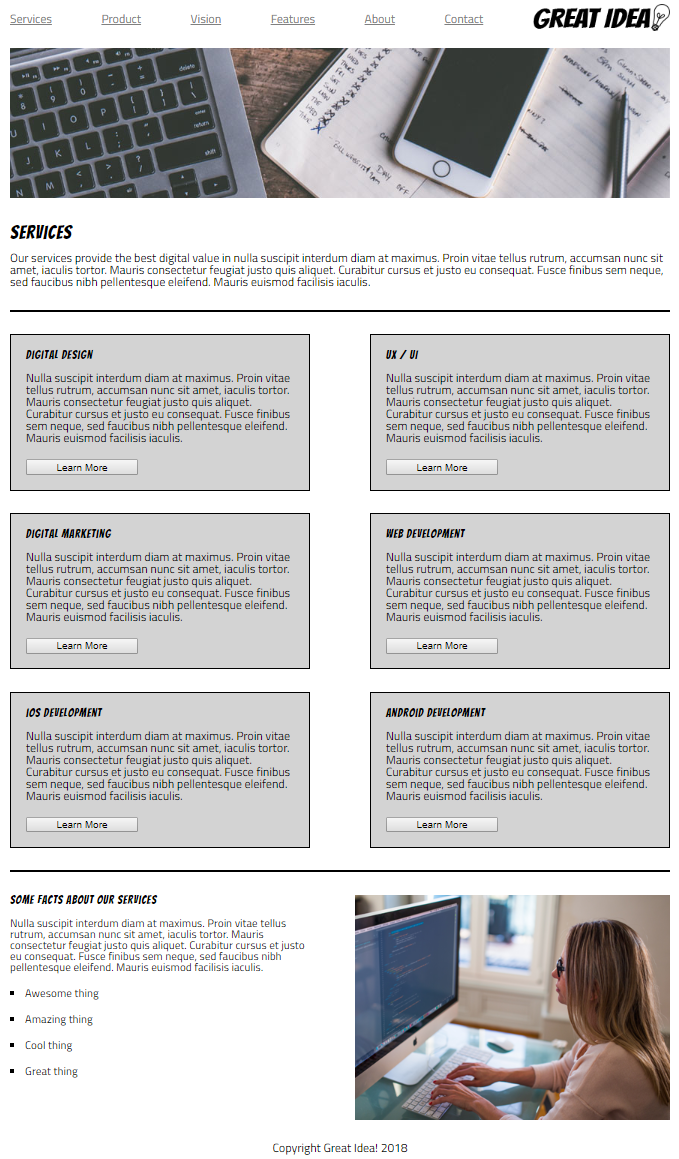 Services Product Vision Features About Contact GREAT IDEA
delete
return
shift
DAY OFF
SERVICES
Our services provide the best digital value in nulla suscipit interdum diam at maximus. Proin vitae tellus rutrum, accumsan nunc sit
amet, iaculis tortor. Mauris consectetur feugiat justo quis aliquet. Curabitur cursus et justo eu consequat. Fusce finibus sem neque,
sed faucibus nibh pellentesque eleifend. Mauris euismod facilisis iaculis.
DIGITAL DESIGN
Nulla suscipit interdum diam at maximus. Proin vitae
tellus rutrum, accumsan nunc sit amet, iaculis tortor.
Mauris consectetur feugiat justo quis aliquet.
Curabitur cursus et justo eu consequat. Fusce finibus
sem neque, sed faucibus nibh pellentesque eleifend.
Mauris euismod facilisis iaculis.
Learn More
UX / UI
Nulla suscipit interdum diam at maximus. Proin vitae
tellus rutrum, accumsan nunc sit amet, iaculis tortor.
Mauris consectetur feugiat justo quis aliquet.
Curabitur cursus et justo eu consequat. Fusce finibus
sem neque, sed faucibus nibh pellentesque eleifend.
Mauris euismod facilisis iaculis.
Learn More
DIGITAL MARKETING
Nulla suscipit interdum diam at maximus. Proin vitae
tellus rutrum, accumsan nunc sit amet, iaculis tortor.
Mauris consectetur feugiat justo quis aliquet.
Curabitur cursus et justo eu consequat. Fusce finibus
sem neque, sed faucibus nibh pellentesque eleifend.
Mauris euismod facilisis iaculis.
Learn More
WEB DEVELOPMENT
Nulla suscipit interdum diam at maximus. Proin vitae
tellus rutrum, accumsan nunc sit amet, iaculis tortor.
Mauris consectetur feugiat justo quis aliquet.
Curabitur cursus et justo eu consequat. Fusce finibus
sem neque, sed faucibus nibh pellentesque eleifend.
Mauris euismod facilisis iaculis.
Learn More
IOS DEVELOPMENT
Nulla suscipit interdum diam at maximus. Proin vitae
tellus rutrum, accumsan nunc sit amet, iaculis tortor.
Mauris consectetur feugiat justo quis aliquet.
Curabitur cursus et justo eu consequat. Fusce finibus
sem neque, sed faucibus nibh pellentesque eleifend.
Mauris euismod facilisis iaculis.
Learn More
ANDROID DEVELOPMENT
Nulla suscipit interdum diam at maximus. Proin vitae
tellus rutrum, accumsan nunc sit amet, iaculis tortor.
Mauris consectetur feugiat justo quis aliquet.
Curabitur cursus et justo eu consequat. Fusce finibus
sem neque, sed faucibus nibh pellentesque eleifend.
Mauris euismod facilisis iaculis.
Learn More
SOME FACTS ABOUT OUR SERVICES
Nulla suscipit interdum diam at maximus. Proin vitae tellus
rutrum, accumsan nunc sit amet, iaculis tortor. Mauris
consectetur feugiat justo quis aliquet. Curabitur cursus et justo
eu consequat. Fusce finibus sem neque, sed faucibus nibh
pellentesque eleifend. Mauris euismod facilisis iaculis.
Awesome thing
Amazing thing
Cool thing
Great thing
Copyright Great Idea! 2018